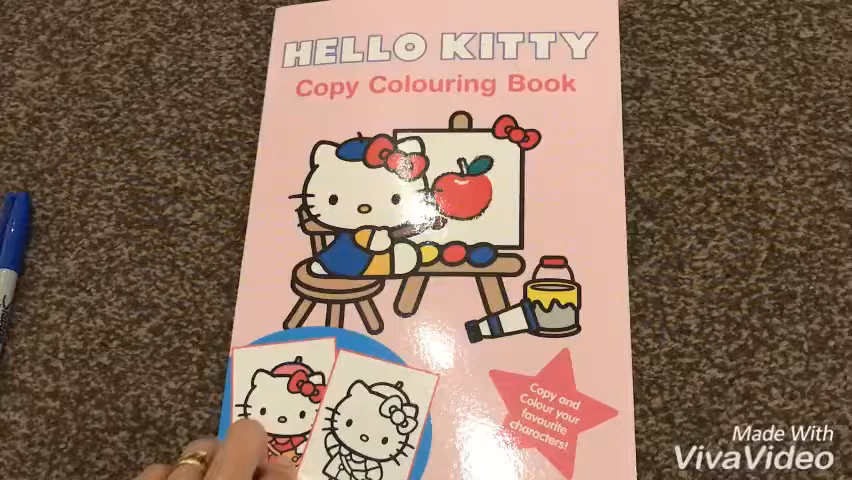 HELLO KITTY
Copy Colouring Book
Copy and
Colour your
favourite
characters!
Made With
VivaVideo